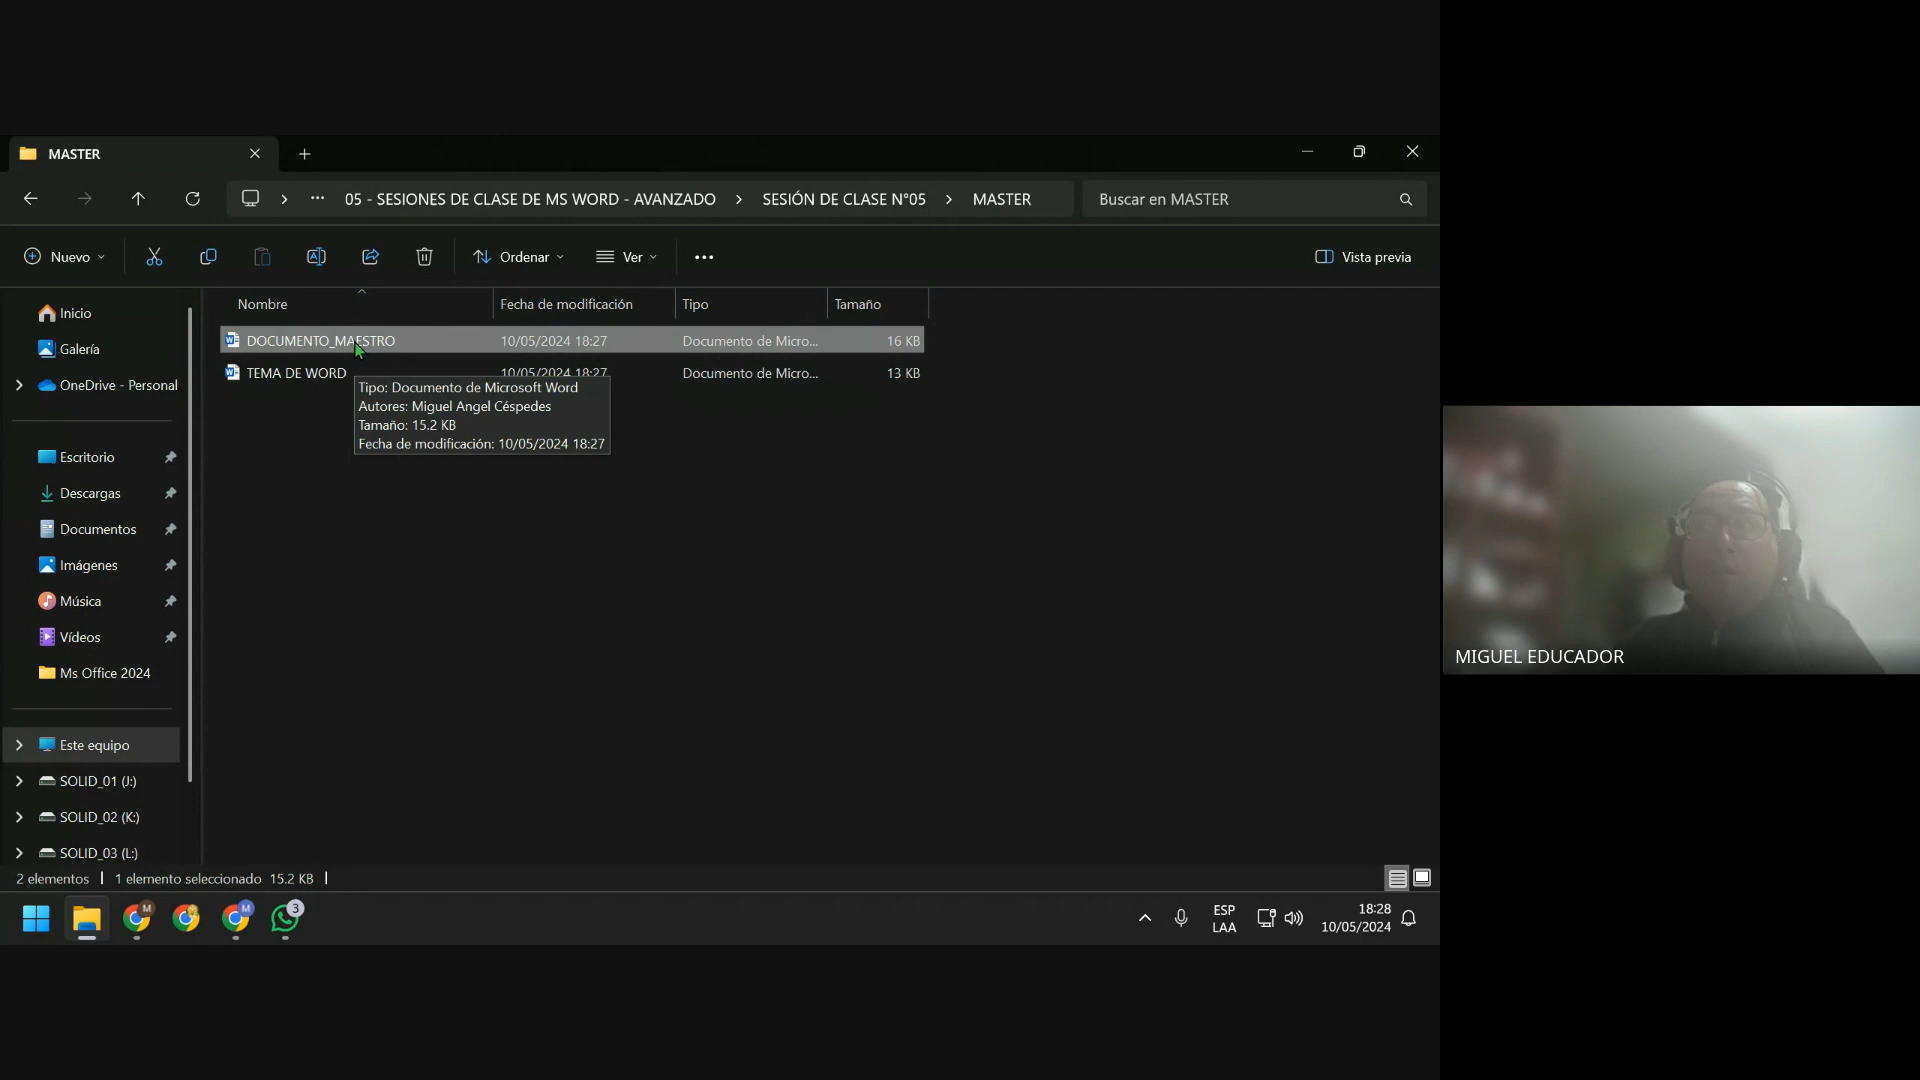 MASTER
05 - SESIONES DE CLASE DE MS WORD - AVANZADO
SESIÓN DE CLASE N°05
MASTER
Buscar en MASTER
Nuevo
Ordenar
Ver
Vista previa
Nombre
Fecha de modificación
Tipo
Tamaño
DOCUMENTO_MAESTRO 10/05/2024 18:27 Documento de Micro... 16 KB
TEMA DE WORD 10/05/2024 18:27 Documento de Micro... 13 KB
Tipo: Documento de Microsoft Word
Autores: Miguel Angel Céspedes
Tamaño: 15.2 KB
Fecha de modificación: 10/05/2024 18:27
Inicio
Galería
OneDrive - Personal
Escritorio
Descargas
Documentos
Imágenes
Música
Vídeos
Ms Office 2024
Este equipo
SOLID_01 (J:)
SOLID_02 (K:)
SOLID_03 (L:)
MIGUEL EDUCADOR
2 elementos
1 elemento seleccionado 15.2 KB
M
M
3
ESP
LAA
18:28
10/05/2024